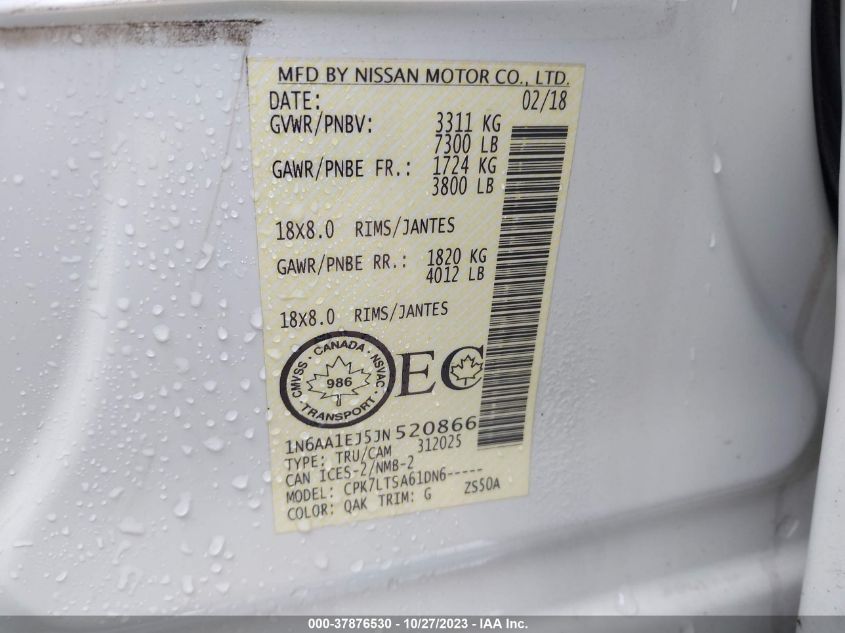 MFD BY NISSAN MOTOR CO., LTD.
DATE: 02/18
GVWR/PNBV: 3311 KG
7300 LB
GAWR/PNBE FR.: 1724 KG
3800 LB
18X8.0 RIMS/JANTES
GAWR/PNBE RR.: 1820 KG
4012 LB
18X8.0 RIMS/JANTES
CMVSS · CANADA · NSVAC
986
· TRANSPORT ·
EC
1N6AA1EJ5JN520866
TYPE: TRU/CAM 312025
CAN ICES-2/NMB-2
MODEL: CPK7LTSA61DN6-----
COLOR: QAK TRIM: G ZS50A
000-37876530 - 10/27/2023 - IAA Inc.